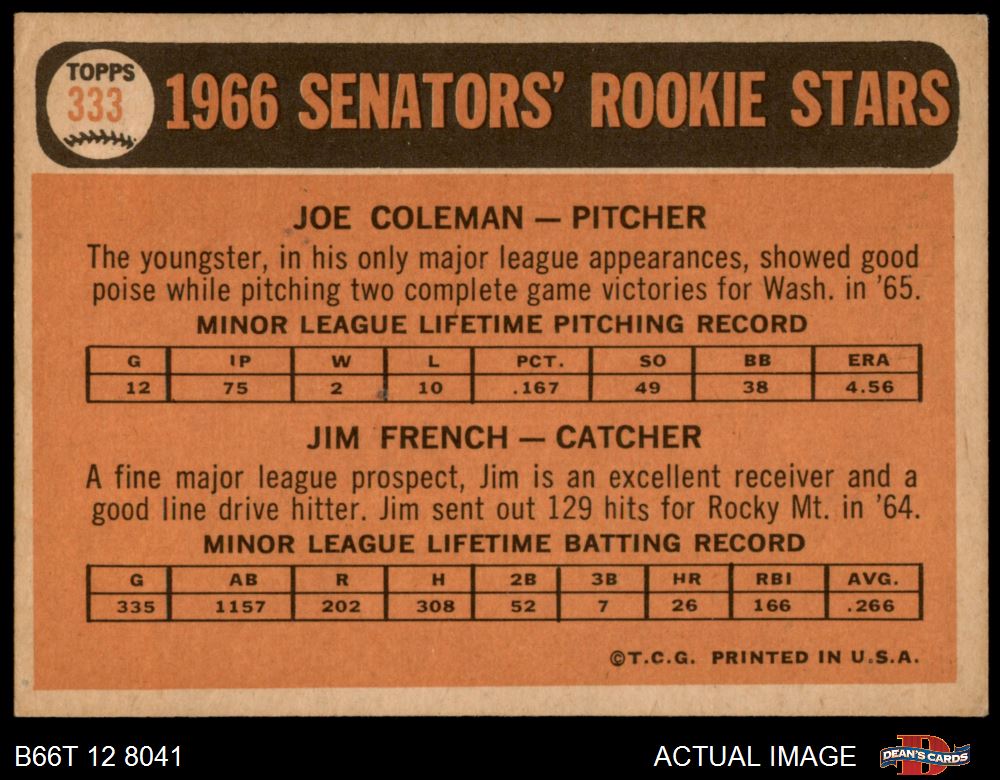 TOPPS
333
1966 SENATORS' ROOKIE STARS
JOE COLEMAN — PITCHER
The youngster, in his only major league appearances, showed good
poise while pitching two complete game victories for Wash. in '65.
MINOR LEAGUE LIFETIME PITCHING RECORD
G IP W L PCT. SO BB ERA
12 75 2 10 .167 49 38 4.56
JIM FRENCH — CATCHER
A fine major league prospect, Jim is an excellent receiver and a
good line drive hitter. Jim sent out 129 hits for Rocky Mt. in '64.
MINOR LEAGUE LIFETIME BATTING RECORD
G AB R H 2B 3B HR RBI AVG.
335 1157 202 308 52 7 26 166 .266
©T.C.G. PRINTED IN U.S.A.
B66T 12 8041
ACTUAL IMAGE
D
DEAN'S CARDS